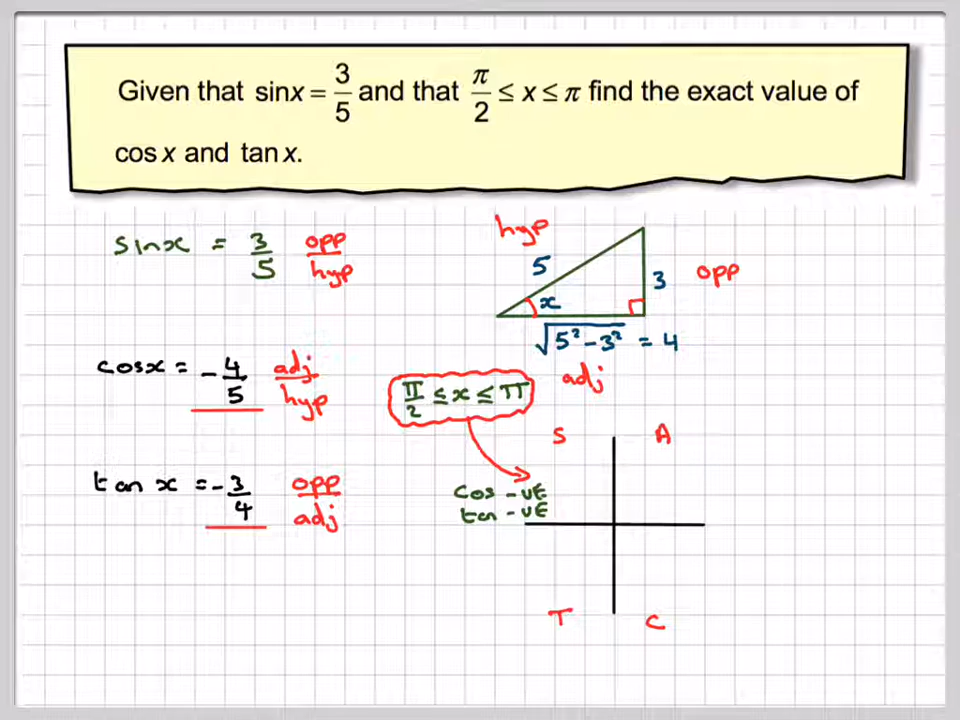 Given that sinx = 3/5 and that π/2 ≤ x ≤ π find the exact value of
cos x and tan x.
sinx = 3/5 opp/hyp
hyp
5
x
3 opp
√5²-3² = 4
adj
cosx = -4/5 adj/hyp
π/2 ≤ x ≤ π
S A
tan x = -3/4 opp/adj
cos -ve
tan -ve
T C